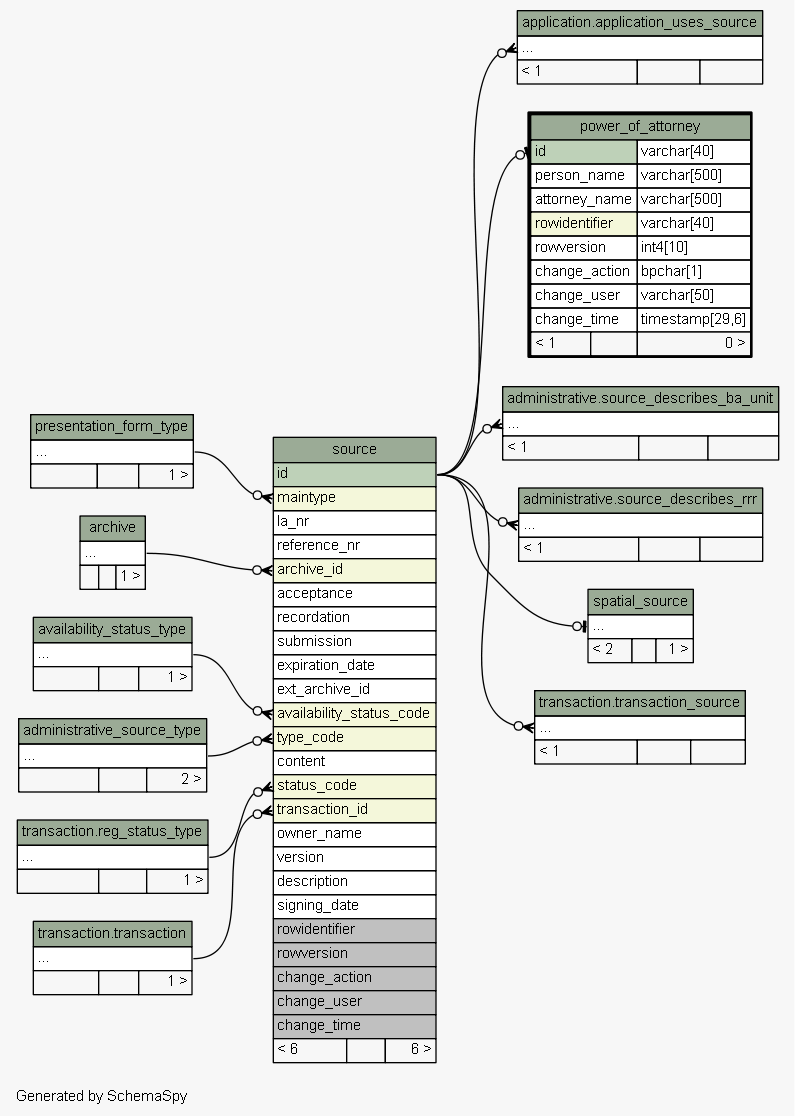 application.application_uses_source
...
< 1
power_of_attorney
id varchar[40]
person_name varchar[500]
attorney_name varchar[500]
rowidentifier varchar[40]
rowversion int4[10]
change_action bpchar[1]
change_user varchar[50]
change_time timestamp[29,6]
< 1 0 >
administrative.source_describes_ba_unit
...
< 1
administrative.source_describes_rrr
...
< 1
spatial_source
...
< 2 1 >
transaction.transaction_source
...
< 1
presentation_form_type
...
1 >
archive
...
1 >
availability_status_type
...
1 >
administrative_source_type
...
2 >
transaction.reg_status_type
...
1 >
transaction.transaction
...
1 >
source
id
maintype
la_nr
reference_nr
archive_id
acceptance
recordation
submission
expiration_date
ext_archive_id
availability_status_code
type_code
content
status_code
transaction_id
owner_name
version
description
signing_date
rowidentifier
rowversion
change_action
change_user
change_time
< 6 6 >
Generated by SchemaSpy